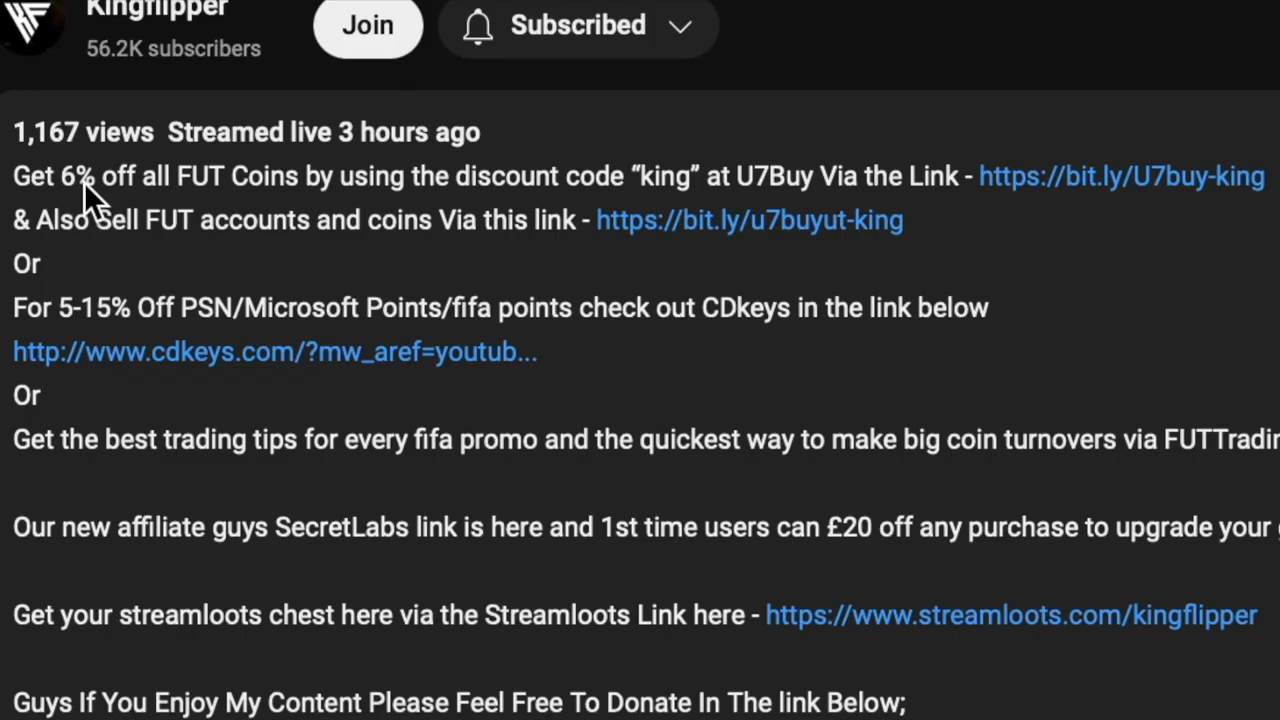 Kingflipper
56.2K subscribers
Join
Subscribed
1,167 views Streamed live 3 hours ago
Get 6% off all FUT Coins by using the discount code “king” at U7Buy Via the Link - https://bit.ly/U7buy-king
& Also Sell FUT accounts and coins Via this link - https://bit.ly/u7buyut-king
Or
For 5-15% Off PSN/Microsoft Points/fifa points check out CDkeys in the link below
http://www.cdkeys.com/?mw_aref=youtub...
Or
Get the best trading tips for every fifa promo and the quickest way to make big coin turnovers via
Our new affiliate guys SecretLabs link is here and 1st time users can £20 off any purchase to upgrade your
Get your streamloots chest here via the Streamloots Link here - https://www.streamloots.com/kingflipper
Guys If You Enjoy My Content Please Feel Free To Donate In The link Below;